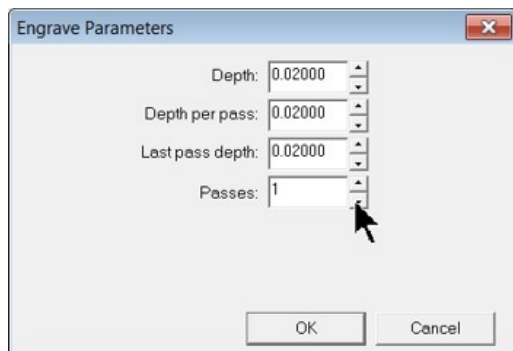 Engrave Parameters
Depth: 0.02000
Depth per pass: 0.02000
Last pass depth: 0.02000
Passes: 1
OK Cancel